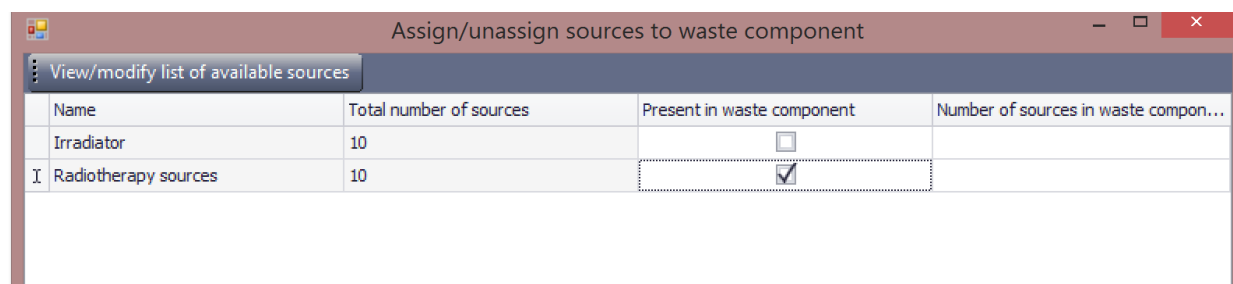 Assign/unassign sources to waste component
View/modify list of available sources
Name Total number of sources Present in waste component Number of sources in waste compon...
Irradiator 10
Radiotherapy sources 10